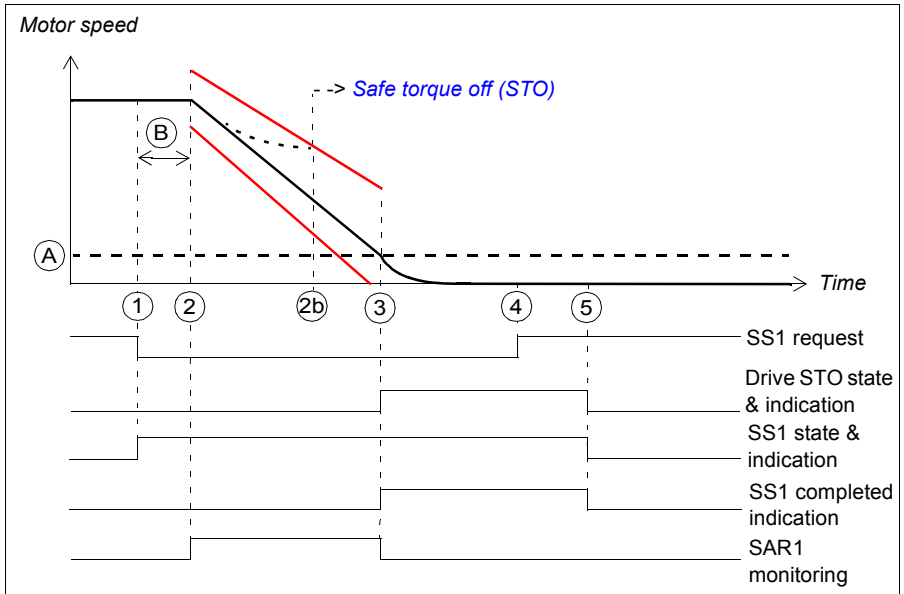 Motor speed
Safe torque off (STO)
B
A
Time
1
2
2b
3
4
5
SS1 request
Drive STO state
& indication
SS1 state &
indication
SS1 completed
indication
SAR1
monitoring